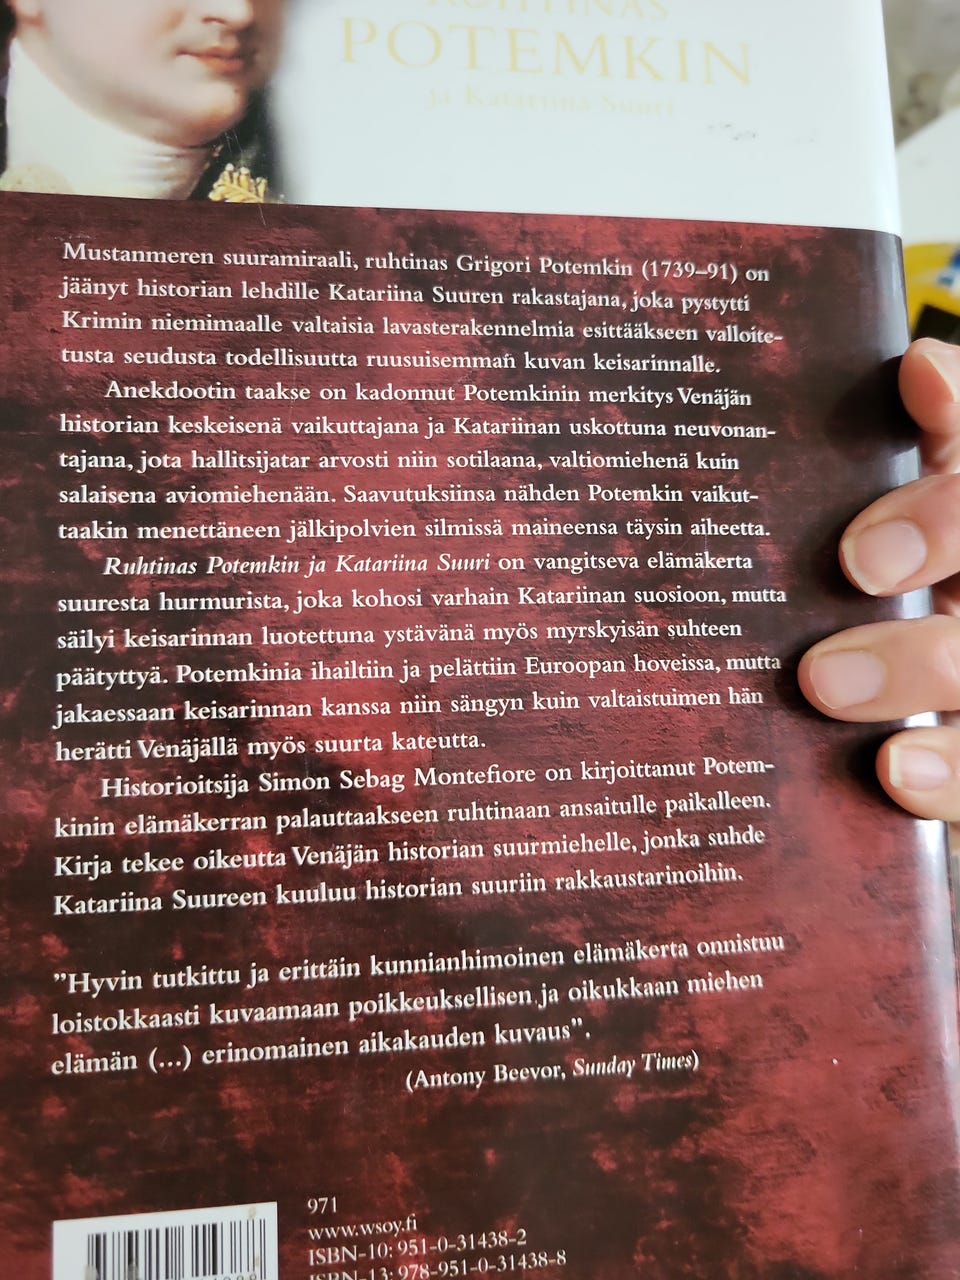 RUHTINAS
POTEMKIN
ja Katariina Suuri
Mustanmeren suuramiraali, ruhtinas Grigori Potemkin (1739–91) on
jäänyt historian lehdille Katariina Suuren rakastajana, joka pystytti
Krimin niemimaalle valtaisia lavasterakennelmia esittääkseen valloite-
tusta seudusta todellisuutta ruusuisemman kuvan keisarinnalle.
Anekdootin taakse on kadonnut Potemkinin merkitys Venäjän
historian keskeisenä vaikuttajana ja Katariinan uskottuna neuvonan-
tajana, jota hallitsijatar arvosti niin sotilaana, valtiomiehenä kuin
salaisena aviomiehenään. Saavutuksiinsa nähden Potemkin vaikut-
taakin menettäneen jälkipolvien silmissä maineensa täysin aiheetta.
Ruhtinas Potemkin ja Katariina Suuri on vangitseva elämäkerta
suuresta hurmurista, joka kohosi varhain Katariinan suosioon, mutta
säilyi keisarinnan luotettuna ystävänä myös myrskyisän suhteen
päätyttyä. Potemkinia ihailtiin ja pelättiin Euroopan hoveissa, mutta
jakaessaan keisarinnan kanssa niin sängyn kuin valtaistuimen hän
herätti Venäjällä myös suurta kateutta.
Historioitsija Simon Sebag Montefiore on kirjoittanut Potem-
kinin elämäkerran palauttaakseen ruhtinaan ansaitulle paikalleen.
Kirja tekee oikeutta Venäjän historian suurmiehelle, jonka suhde
Katariina Suureen kuuluu historian suuriin rakkaustarinoihin.
”Hyvin tutkittu ja erittäin kunnianhimoinen elämäkerta onnistuu
loistokkaasti kuvaamaan poikkeuksellisen ja oikukkaan miehen
elämän (...) erinomainen aikakauden kuvaus”.
(Antony Beevor, Sunday Times)
971
www.wsoy.fi
ISBN-10: 951-0-31438-2
ISBN-13: 978-951-0-31438-8